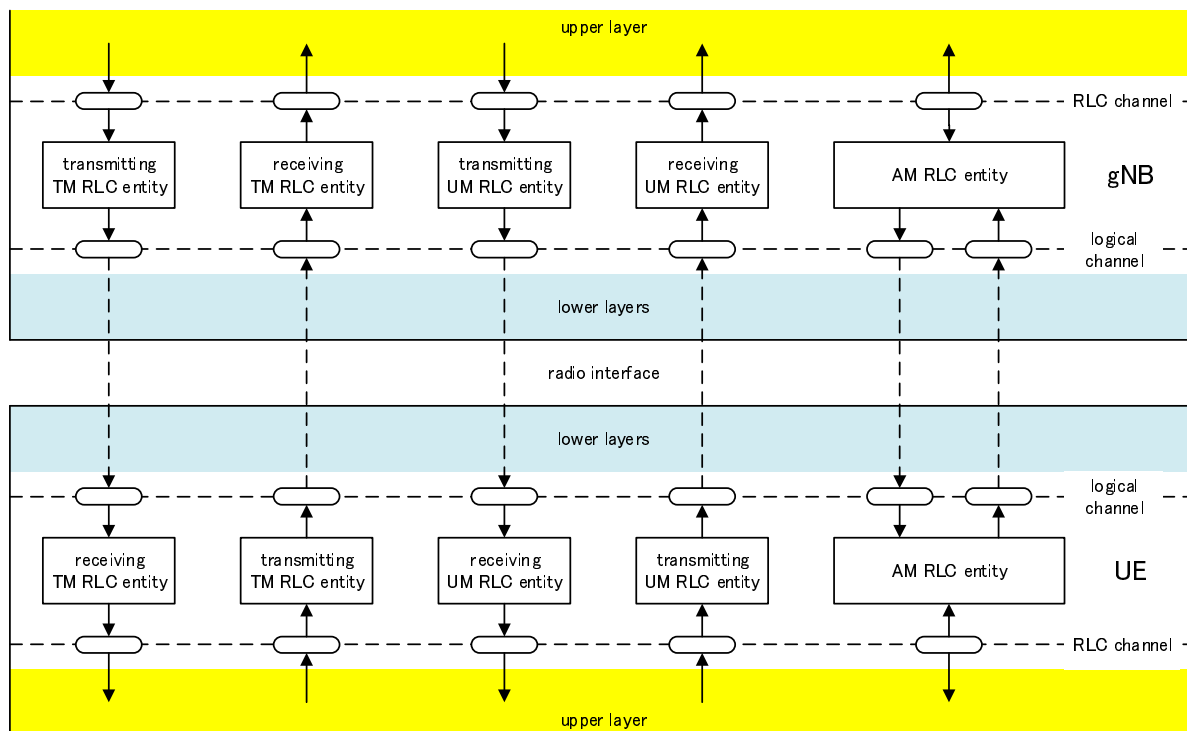 upper layer
RLC channel
transmitting
TM RLC entity
receiving
TM RLC entity
transmitting
UM RLC entity
receiving
UM RLC entity
AM RLC entity
gNB
logical
channel
lower layers
radio interface
lower layers
logical
channel
receiving
TM RLC entity
transmitting
TM RLC entity
receiving
UM RLC entity
transmitting
UM RLC entity
AM RLC entity
UE
RLC channel
upper layer